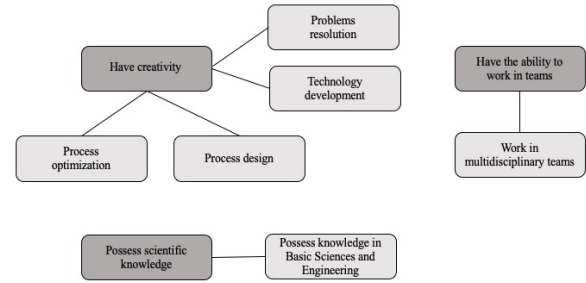 Problems
resolution
Have creativity
Technology
development
Process
optimization
Process design
Have the ability to
work in teams
Work in
multidisciplinary teams
Possess scientific
knowledge
Possess knowledge in
Basic Sciences and
Engineering